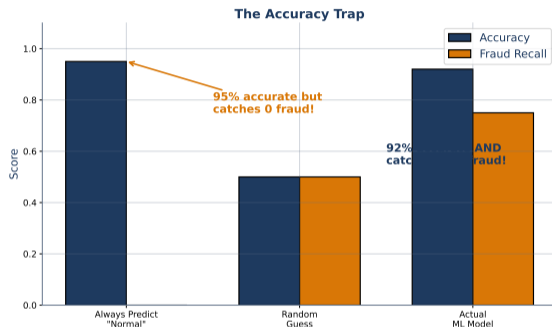 The Accuracy Trap
Accuracy
Fraud Recall
1.0
0.8
0.6
0.4
0.2
0.0
Score
95% accurate but
catches 0 fraud!
92% AND
catc raud!
Always Predict
"Normal"
Random
Guess
Actual
ML Model